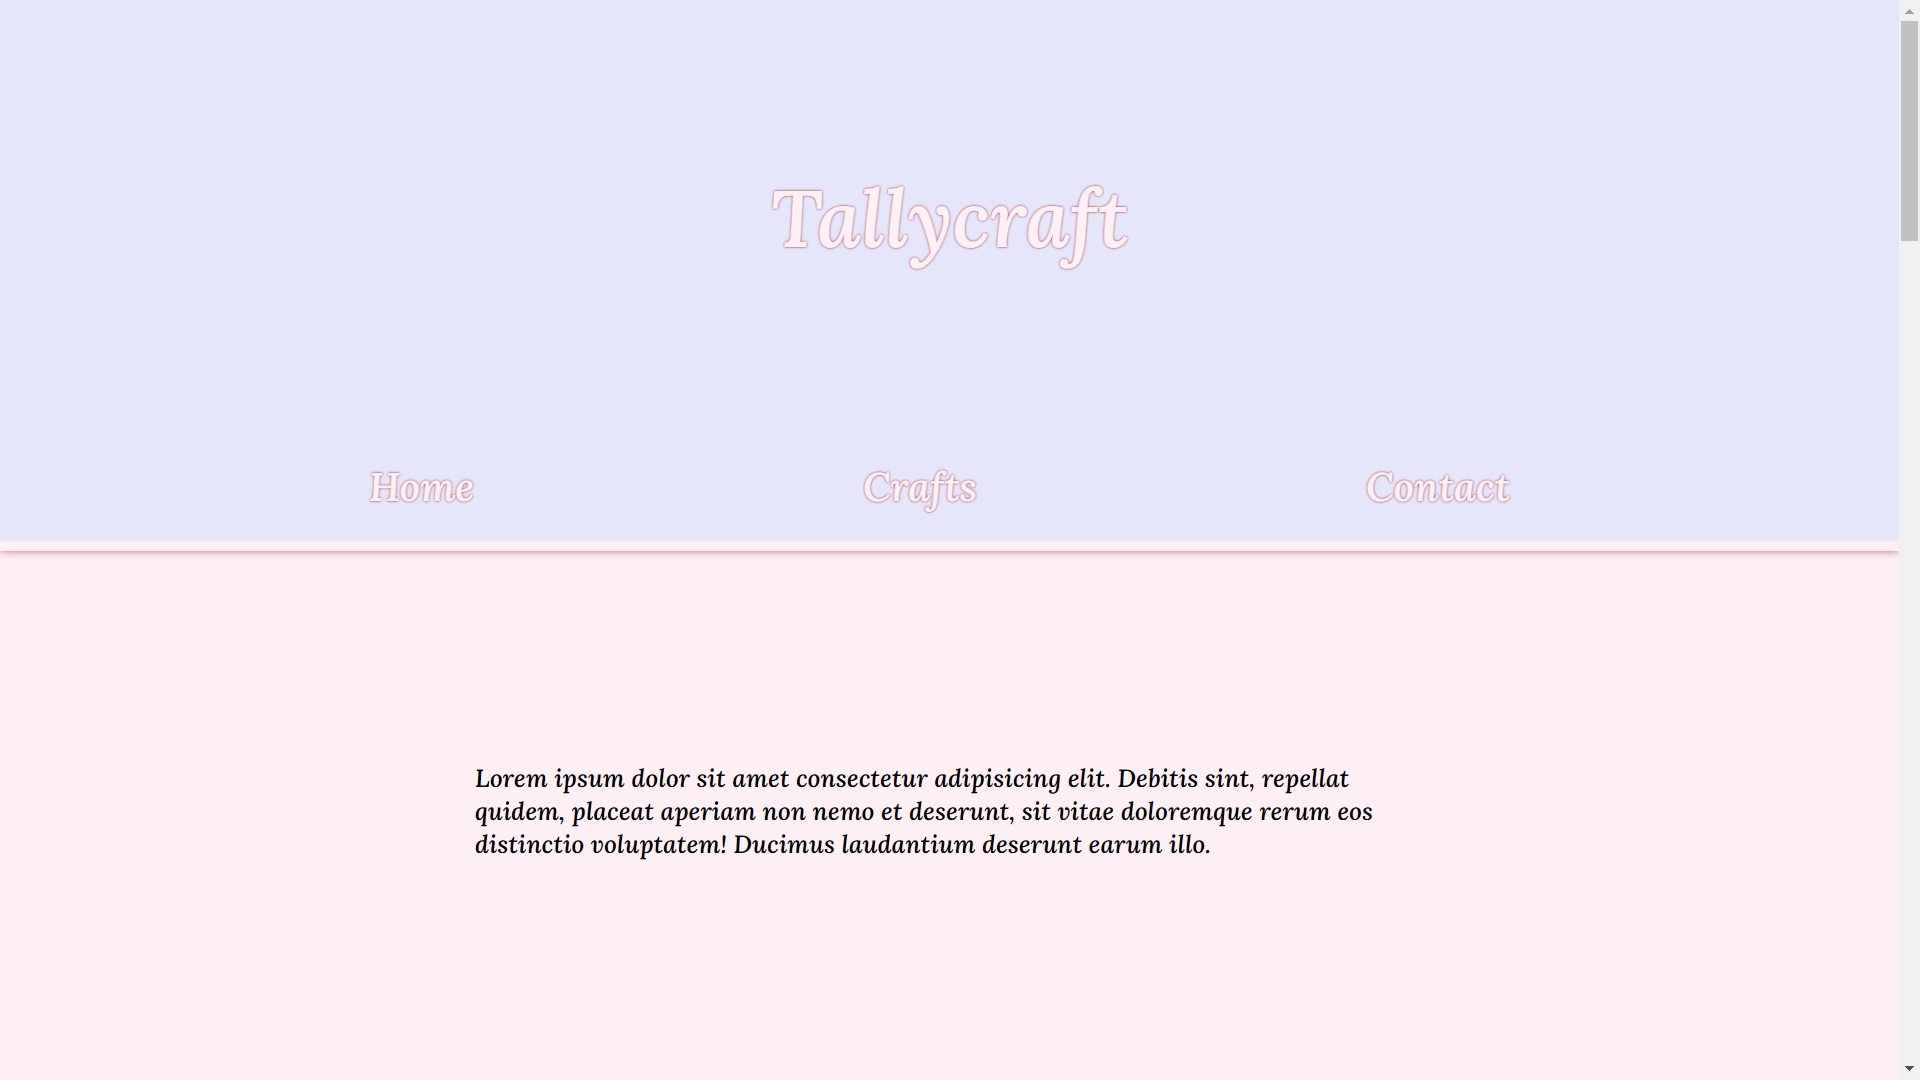 Tallycraft
Home Crafts Contact
Lorem ipsum dolor sit amet consectetur adipisicing elit. Debitis sint, repellat
quidem, placeat aperiam non nemo et deserunt, sit vitae doloremque rerum eos
distinctio voluptatem! Ducimus laudantium deserunt earum illo.